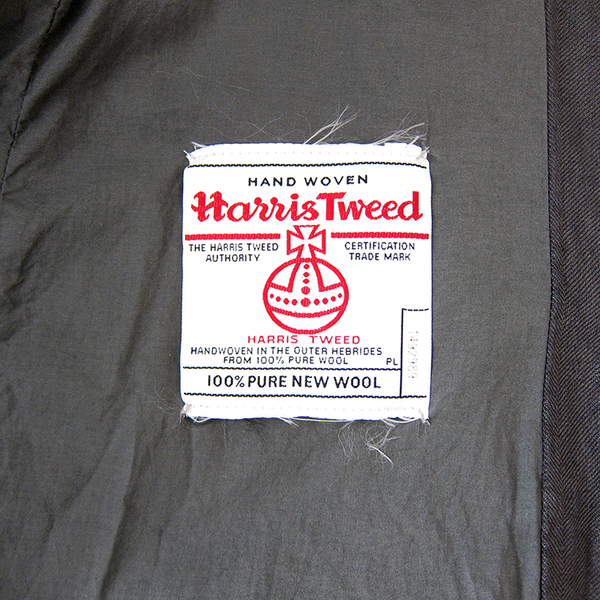 HAND WOVEN
Harris Tweed
THE HARRIS TWEED
AUTHORITY
CERTIFICATION
TRADE MARK
HARRIS TWEED
HANDWOVEN IN THE OUTER HEBRIDES
FROM 100% PURE WOOL
PL
100% PURE NEW WOOL